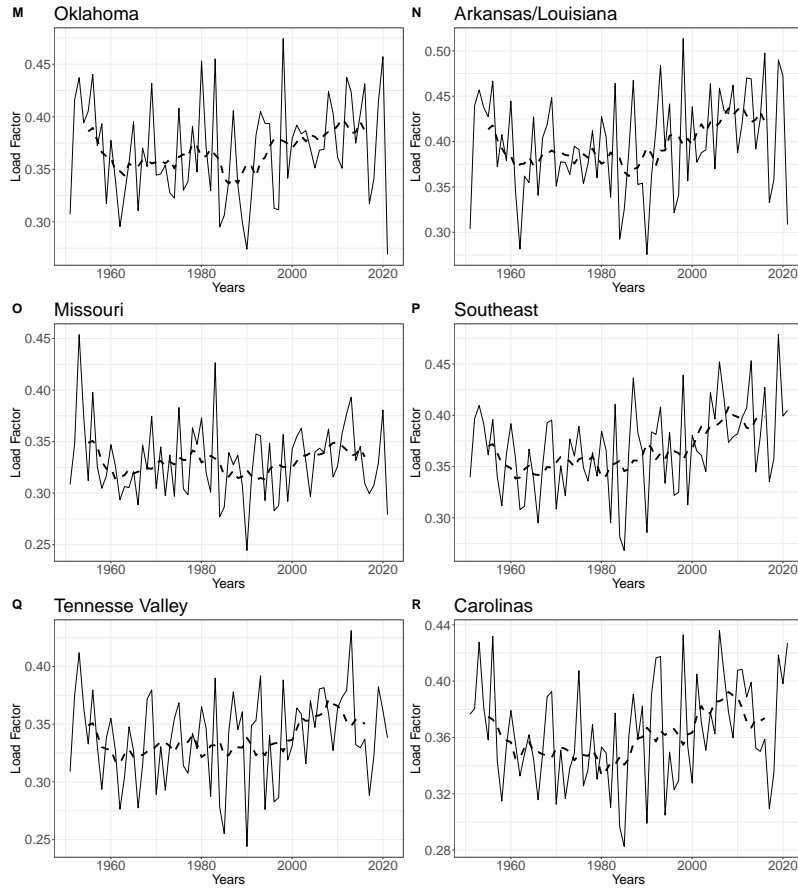 M Oklahoma
0.45
0.40
0.35
0.30
Load Factor
1960 1980 2000 2020
Years
N Arkansas/Louisiana
0.50
0.45
0.40
0.35
0.30
Load Factor
1960 1980 2000 2020
Years
O Missouri
0.45
0.40
0.35
0.30
0.25
Load Factor
1960 1980 2000 2020
Years
P Southeast
0.45
0.40
0.35
0.30
Load Factor
1960 1980 2000 2020
Years
Q Tennesse Valley
0.40
0.35
0.30
0.25
Load Factor
1960 1980 2000 2020
Years
R Carolinas
0.44
0.40
0.36
0.32
0.28
Load Factor
1960 1980 2000 2020
Years